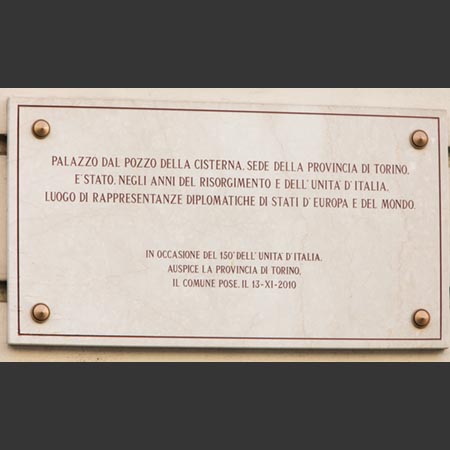 PALAZZO DAL POZZO DELLA CISTERNA, SEDE DELLA PROVINCIA DI TORINO,
E' STATO, NEGLI ANNI DEL RISORGIMENTO E DELL'UNITA' D'ITALIA,
LUOGO DI RAPPRESENTANZE DIPLOMATICHE DI STATI D'EUROPA E DEL MONDO.
IN OCCASIONE DEL 150° DELL'UNITA' D'ITALIA,
AUSPICE LA PROVINCIA DI TORINO,
IL COMUNE POSE, IL 13-XI-2010